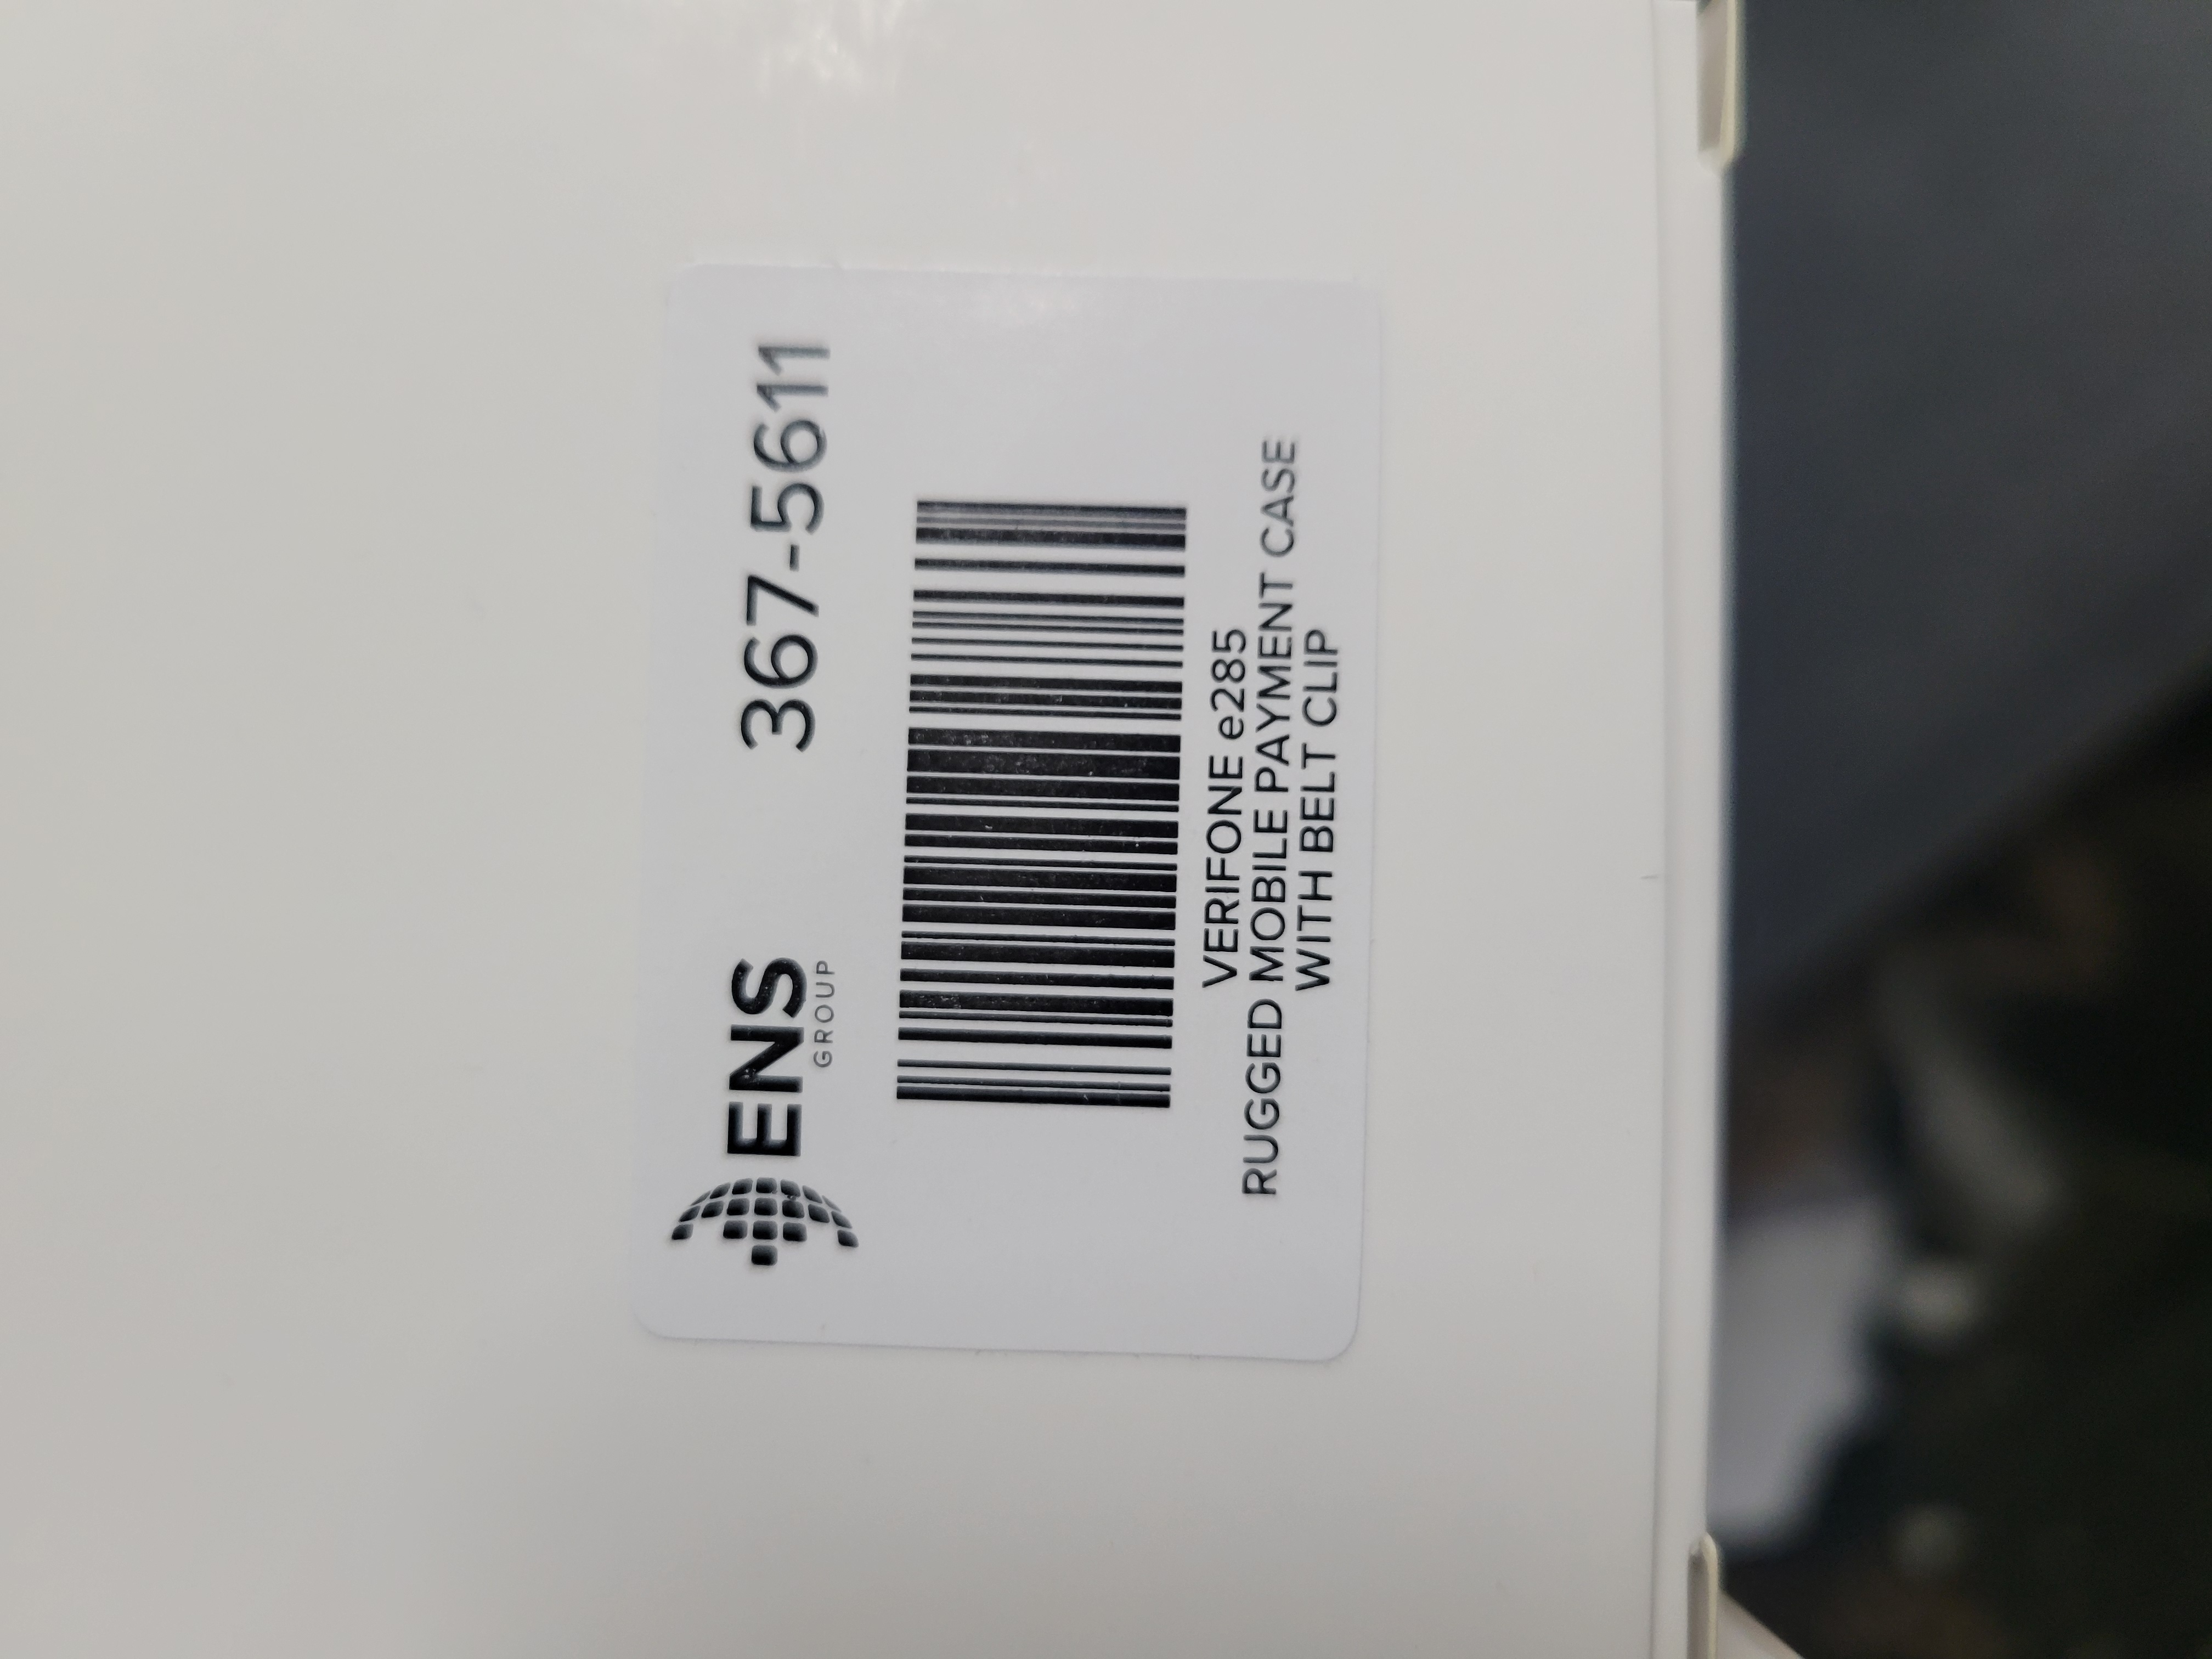 ENS
GROUP
367-5611
VERIFONE e285
RUGGED MOBILE PAYMENT CASE
WITH BELT CLIP